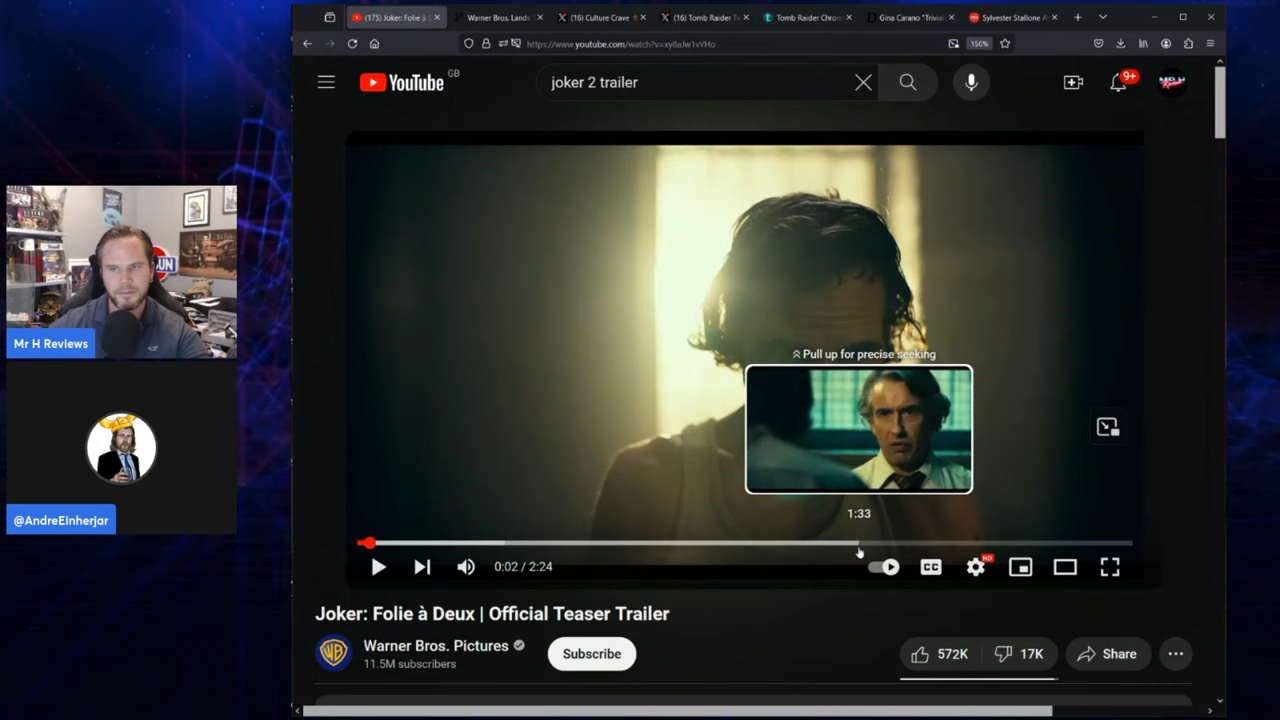 (175) Joker: Folie à D
Warner Bros. Lands
(16) Culture Crave
(16) Tomb Raider T
Tomb Raider Chron
Gina Carano "Trivial
Sylvester Stallone A
https://www.youtube.com/watch?v=xy8aJw1vYHo
150%
YouTube GB
joker 2 trailer
9+
Mr H Reviews
@AndreEinherjar
Pull up for precise seeking
1:33
0:02 / 2:24
CC
HD
Joker: Folie à Deux | Official Teaser Trailer
WB
Warner Bros. Pictures
11.5M subscribers
Subscribe
572K
17K
Share